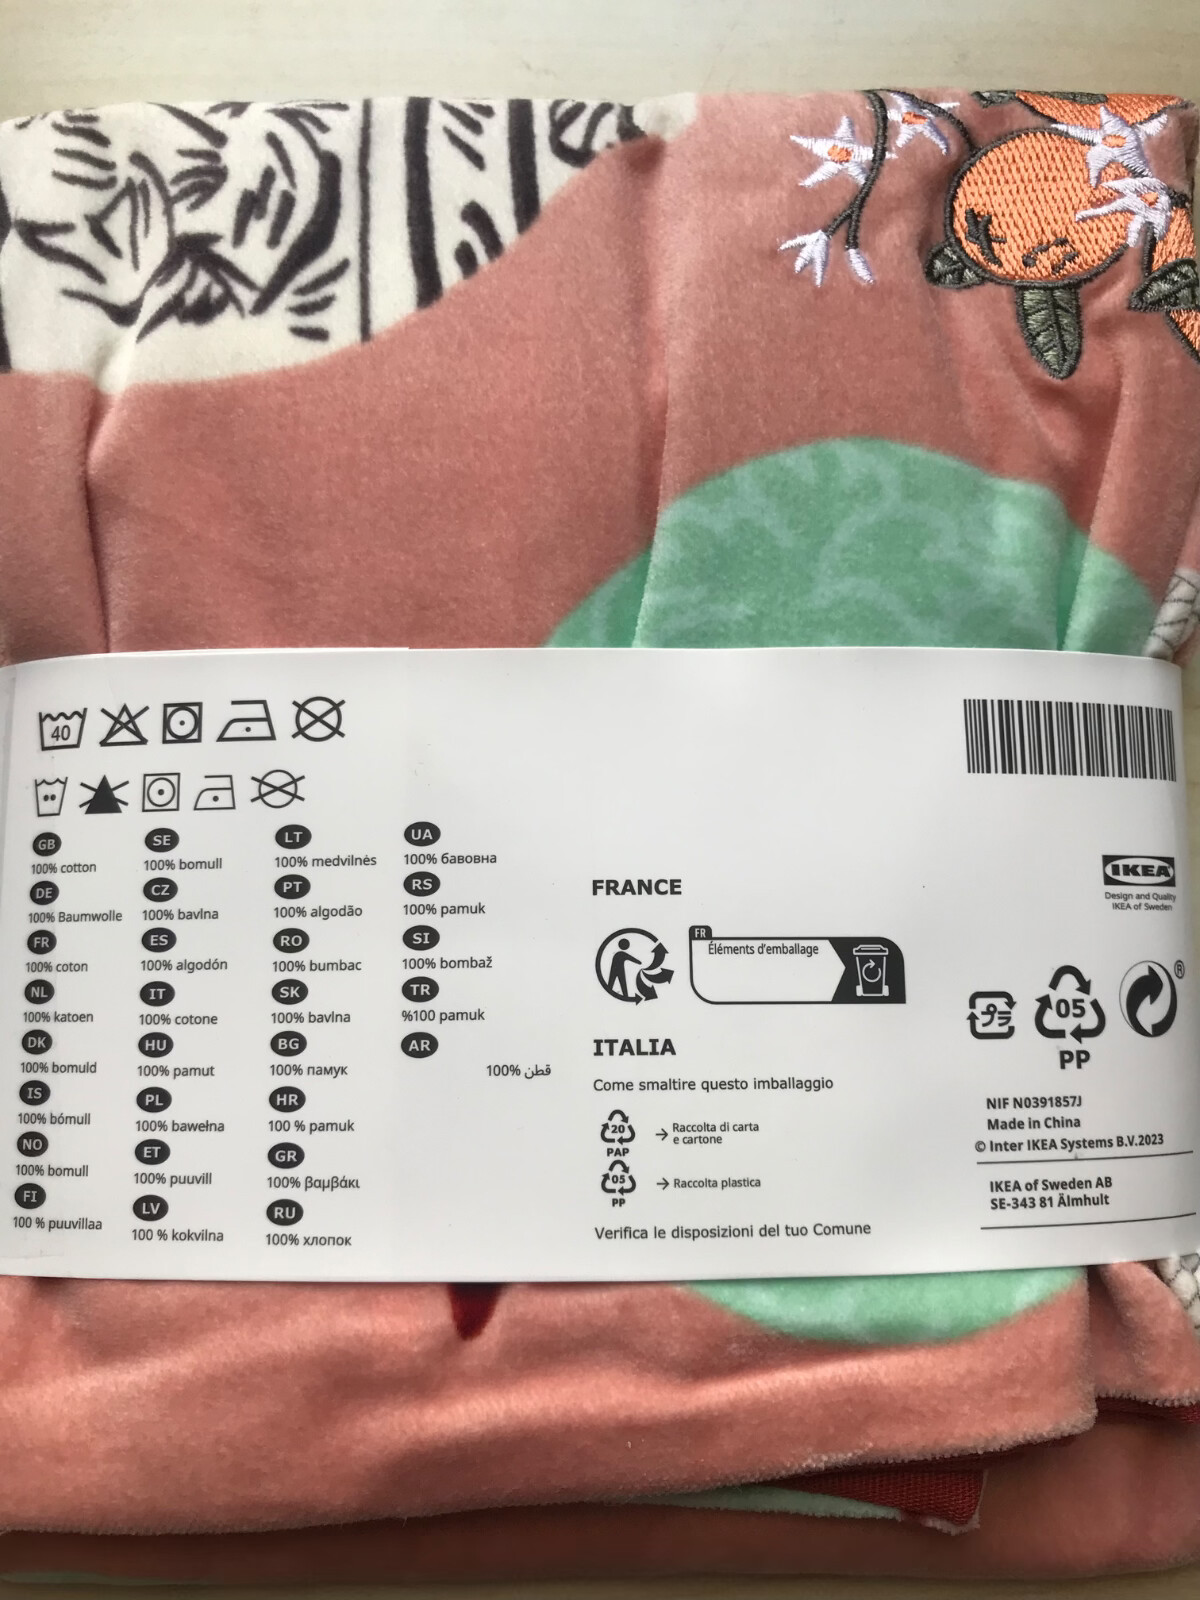 40
GB
100% cotton
DE
100% Baumwolle
FR
100% coton
NL
100% katoen
DK
100% bomuld
IS
100% bómull
NO
100% bomull
FI
100 % puuvillaa
SE
100% bomull
CZ
100% bavlna
ES
100% algodón
IT
100% cotone
HU
100% pamut
PL
100% bawełna
ET
100% puuvill
LV
100 % kokvilna
LT
100% medvilnės
PT
100% algodão
RO
100% bumbac
SK
100% bavlna
BG
100% памук
HR
100 % pamuk
GR
100% βαμβάκι
RU
100% хлопок
UA
100% бавовна
RS
100% pamuk
SI
100% bombaž
TR
%100 pamuk
AR
100% قطن
FRANCE
FR
Éléments d'emballage
ITALIA
Come smaltire questo imballaggio
20
PAP
→ Raccolta di carta
e cartone
05
PP
→ Raccolta plastica
Verifica le disposizioni del tuo Comune
IKEA
Design and Quality
IKEA of Sweden
プラ
05
PP
®
NIF N0391857J
Made in China
© Inter IKEA Systems B.V.2023
IKEA of Sweden AB
SE-343 81 Älmhult